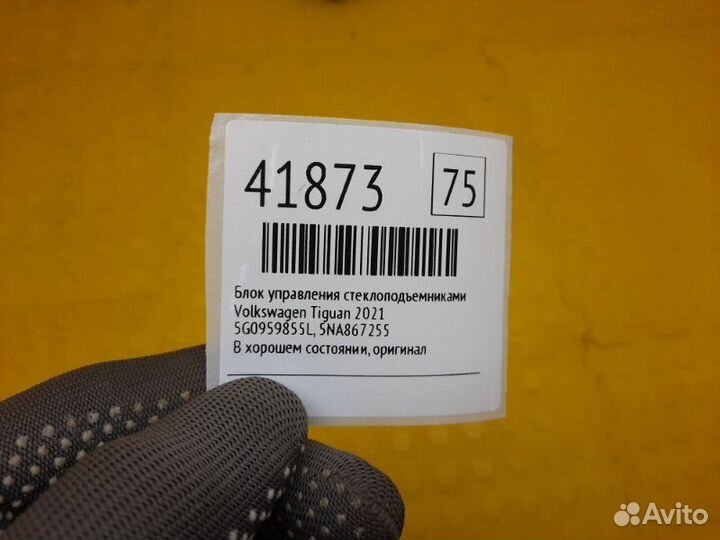 41873
75
Блок управления стеклоподъемниками
Volkswagen Tiguan 2021
5G0959855L, 5NA867255
В хорошем состоянии, оригинал
Avito